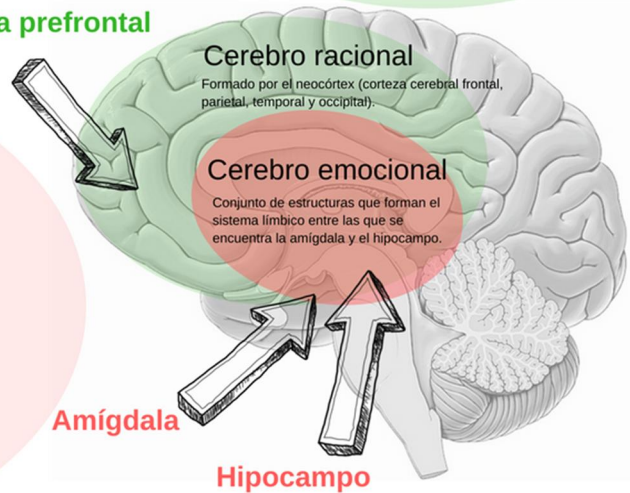 a prefrontal
Cerebro racional
Formado por el neocórtex (corteza cerebral frontal,
parietal, temporal y occipital).
Cerebro emocional
Conjunto de estructuras que forman el
sistema límbico entre las que se
encuentra la amígdala y el hipocampo.
Amígdala
Hipocampo